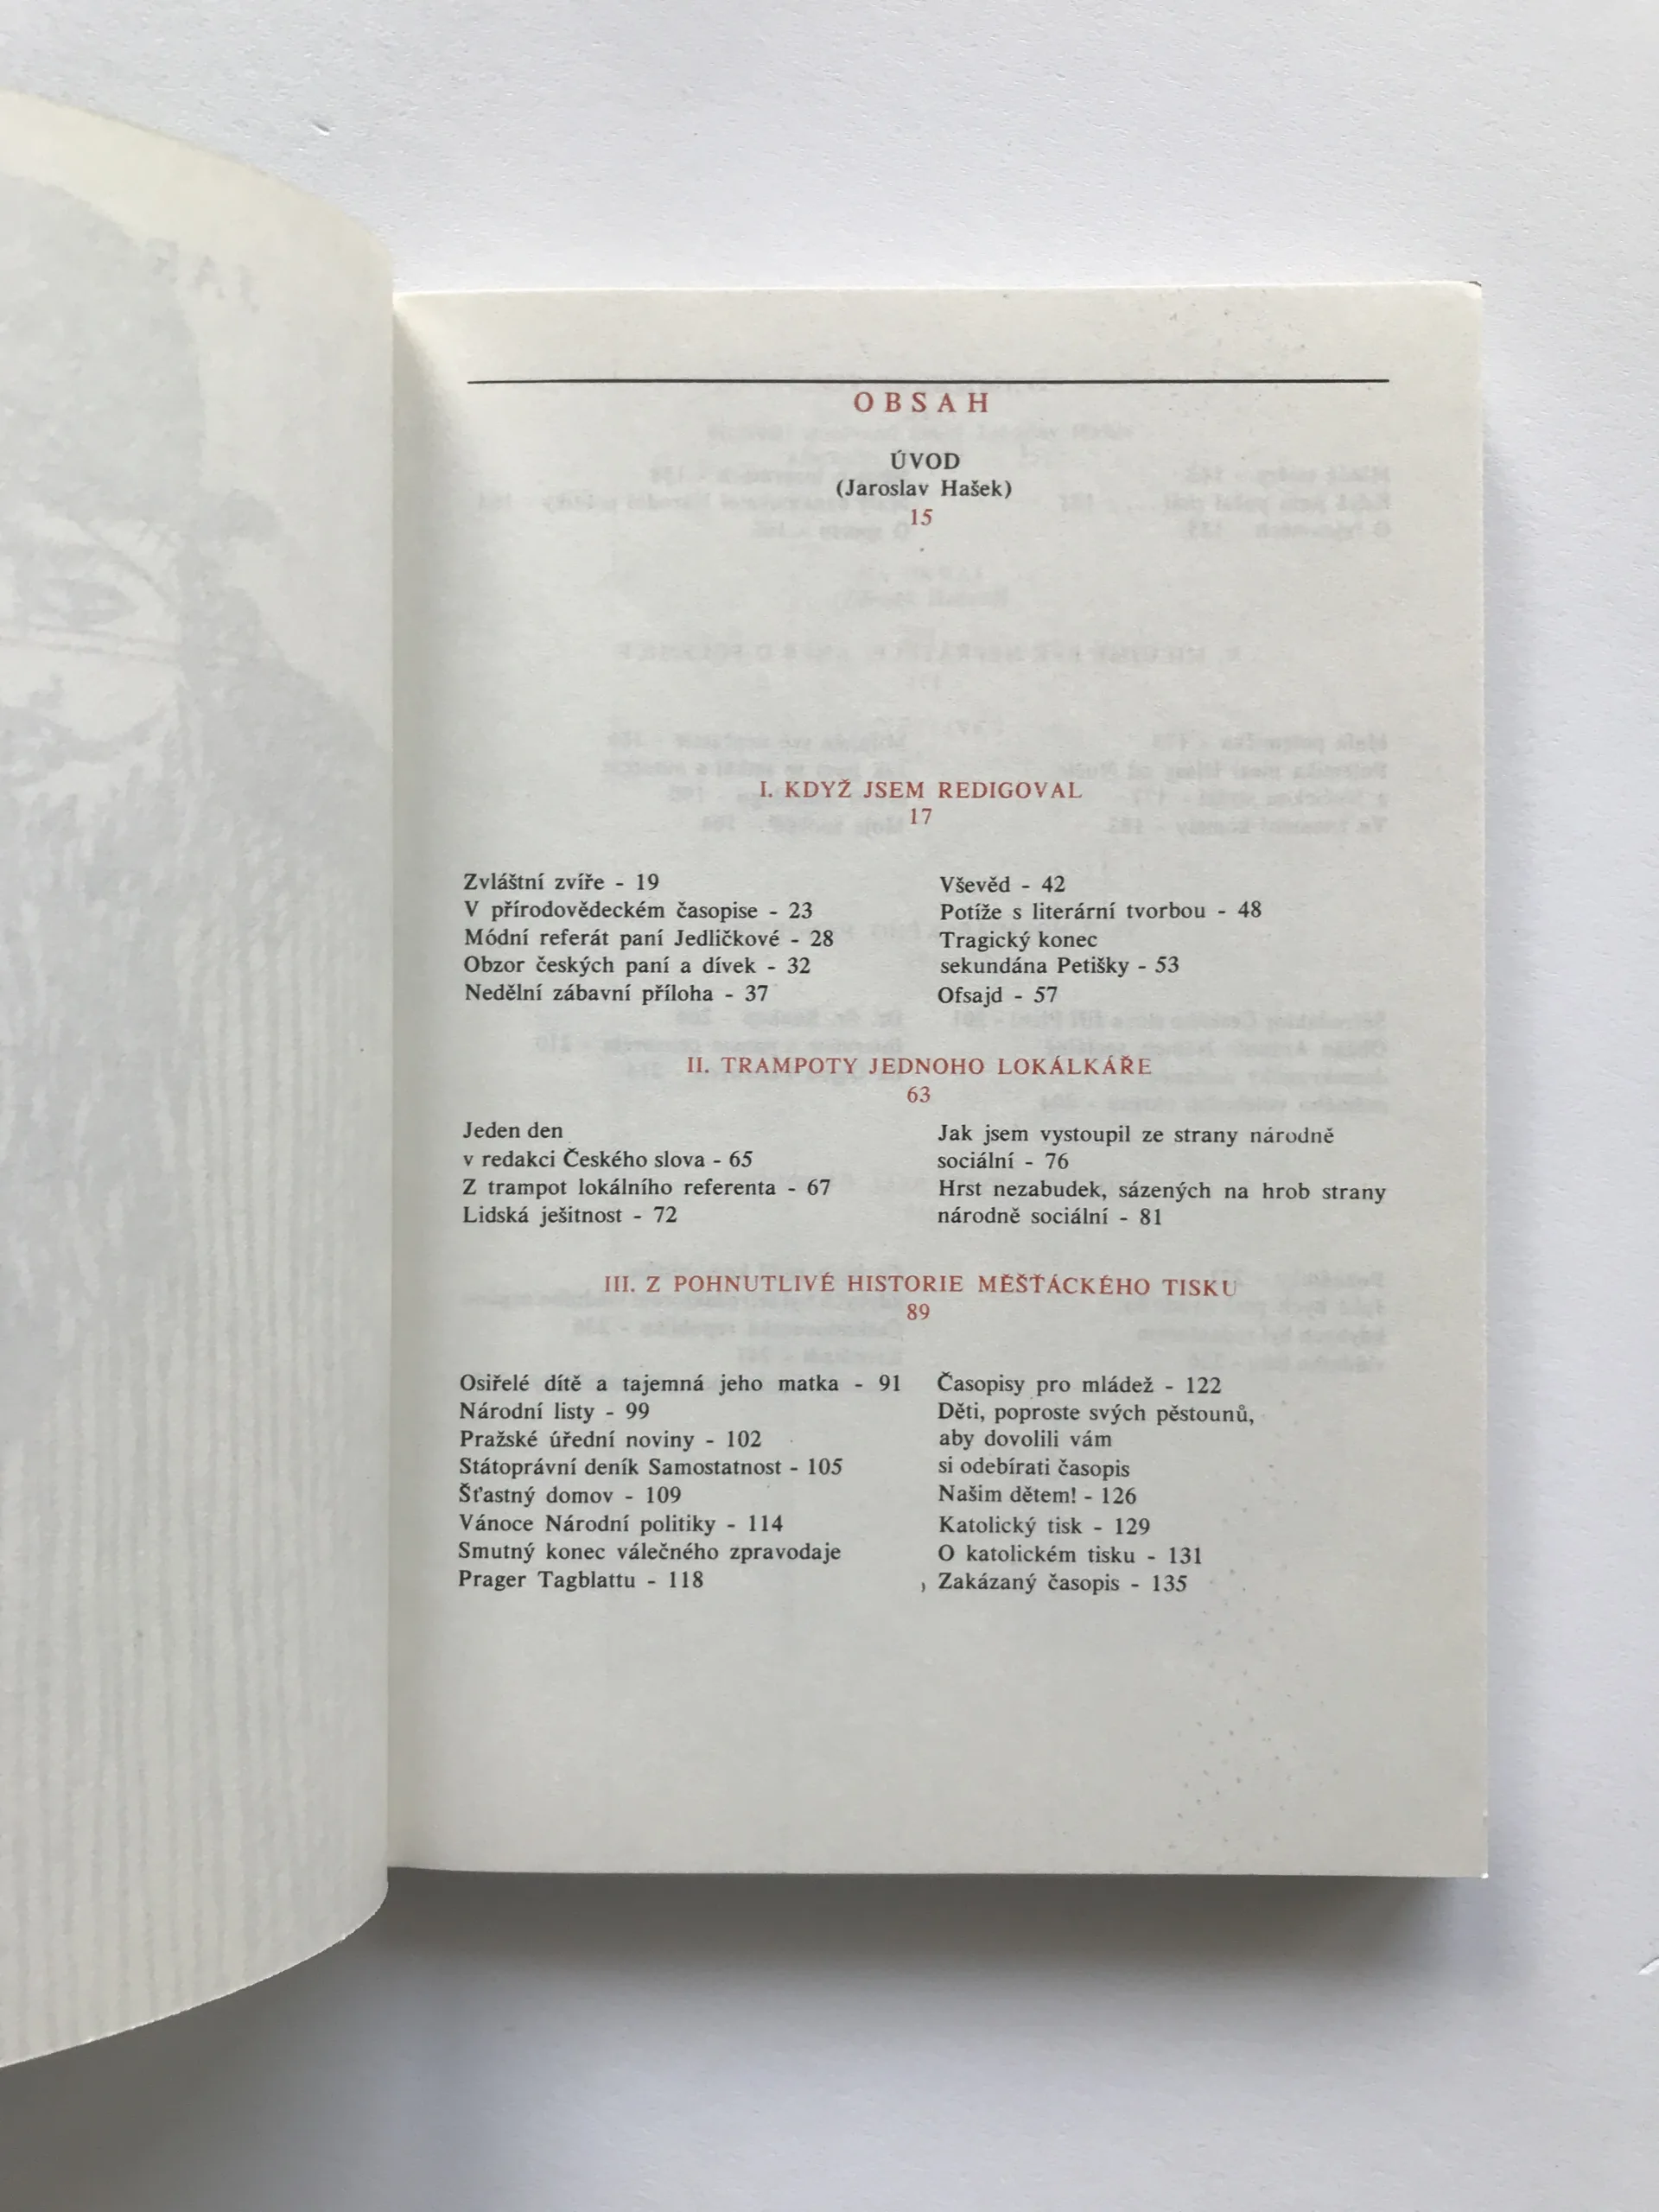 OBSAH
ÚVOD
(Jaroslav Hašek)
15
I. KDYŽ JSEM REDIGOVAL
17
Zvláštní zvíře - 19
V přírodovědeckém časopise - 23
Módní referát paní Jedličkové - 28
Obzor českých paní a dívek - 32
Nedělní zábavní příloha - 37
Vševěd - 42
Potíže s literární tvorbou - 48
Tragický konec
sekundána Petišky - 53
Ofsajd - 57
II. TRAMPOTY JEDNOHO LOKÁLKÁŘE
63
Jeden den
v redakci Českého slova - 65
Z trampot lokálního referenta - 67
Lidská ješitnost - 72
Jak jsem vystoupil ze strany národně
sociální - 76
Hrst nezabudek, sázených na hrob strany
národně sociální - 81
III. Z POHNUTLIVÉ HISTORIE MĚŠŤÁCKÉHO TISKU
89
Osiřelé dítě a tajemná jeho matka - 91
Národní listy - 99
Pražské úřední noviny - 102
Státoprávní deník Samostatnost - 105
Šťastný domov - 109
Vánoce Národní politiky - 114
Smutný konec válečného zpravodaje
Prager Tagblattu - 118
Časopisy pro mládež - 122
Děti, poproste svých pěstounů,
aby dovolili vám
si odebírati časopis
Našim dětem! - 126
Katolický tisk - 129
O katolickém tisku - 131
Zakázaný časopis - 135